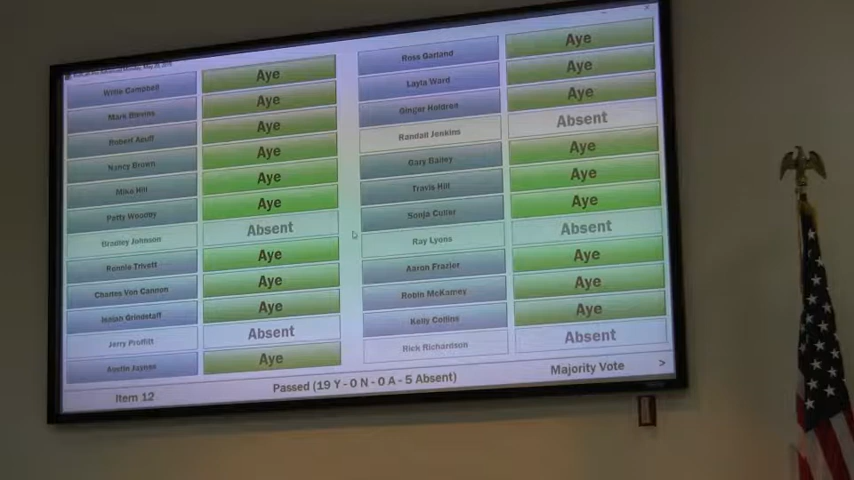 Willie Campbell Aye Ross Garland Aye
Mark Blevins Aye Layla Ward Aye
Robert Acuff Aye Ginger Holdren Aye
Nancy Brown Aye Randall Jenkins Absent
Mike Hill Aye Gary Bailey Aye
Patty Woodby Aye Travis Hill Aye
Bradley Johnson Absent Sonja Culler Aye
Ronnie Trivett Aye Ray Lyons Absent
Charles Von Cannon Aye Aaron Frazier Aye
Isaiah Grindstaff Aye Robin McKamey Aye
Jerry Proffitt Absent Kelly Collins Aye
Austin Jaynes Aye Rick Richardson Absent
Item 12 Passed (19 Y - 0 N - 0 A - 5 Absent) Majority Vote >